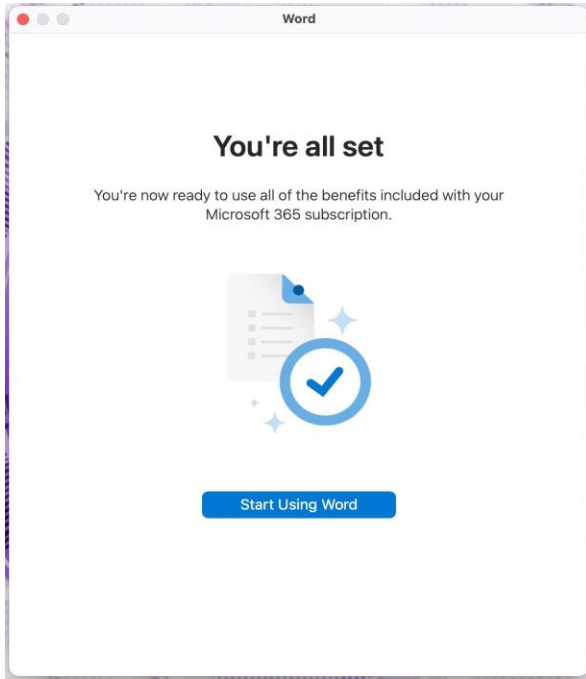 Word
You're all set
You're now ready to use all of the benefits included with your
Microsoft 365 subscription.
Start Using Word